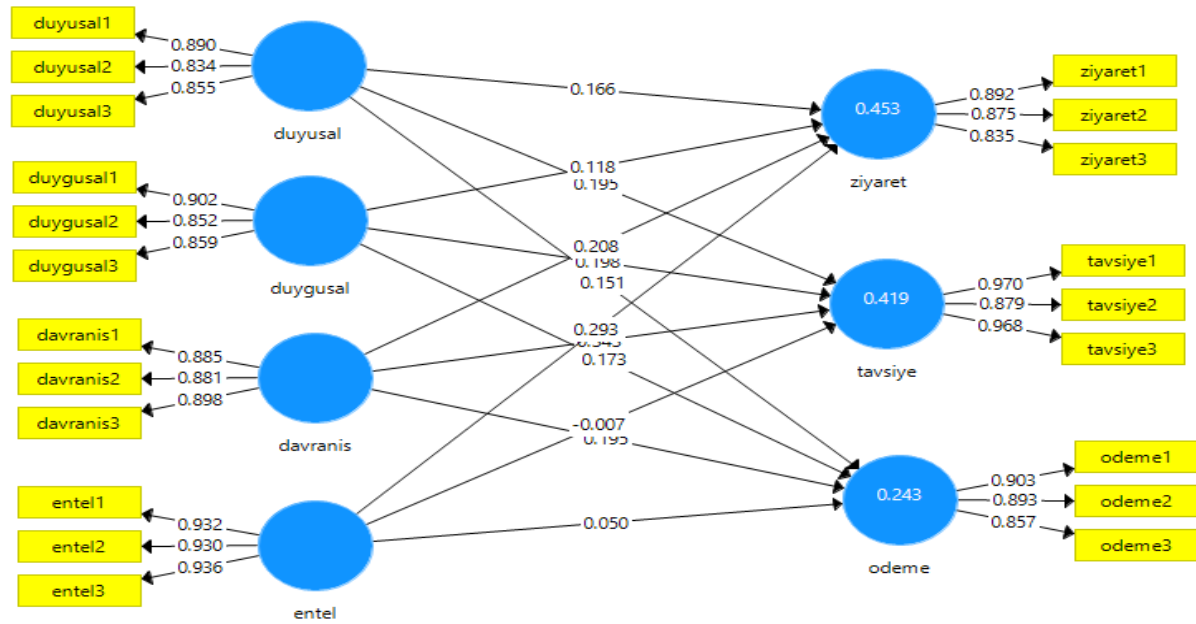 duyusal1
duyusal2
duyusal3
0.890
0.834
0.855
duyusal
duygusal1
duygusal2
duygusal3
0.902
0.852
0.859
duygusal
davranis1
davranis2
davranis3
0.885
0.881
0.898
davranis
entel1
entel2
entel3
0.932
0.930
0.936
entel
0.166
0.118
0.195
0.208
0.198
0.151
0.293
0.173
-0.007
0.195
0.050
0.453
ziyaret
0.892
0.875
0.835
ziyaret1
ziyaret2
ziyaret3
0.419
tavsiye
0.970
0.879
0.968
tavsiye1
tavsiye2
tavsiye3
0.243
odeme
0.903
0.893
0.857
odeme1
odeme2
odeme3